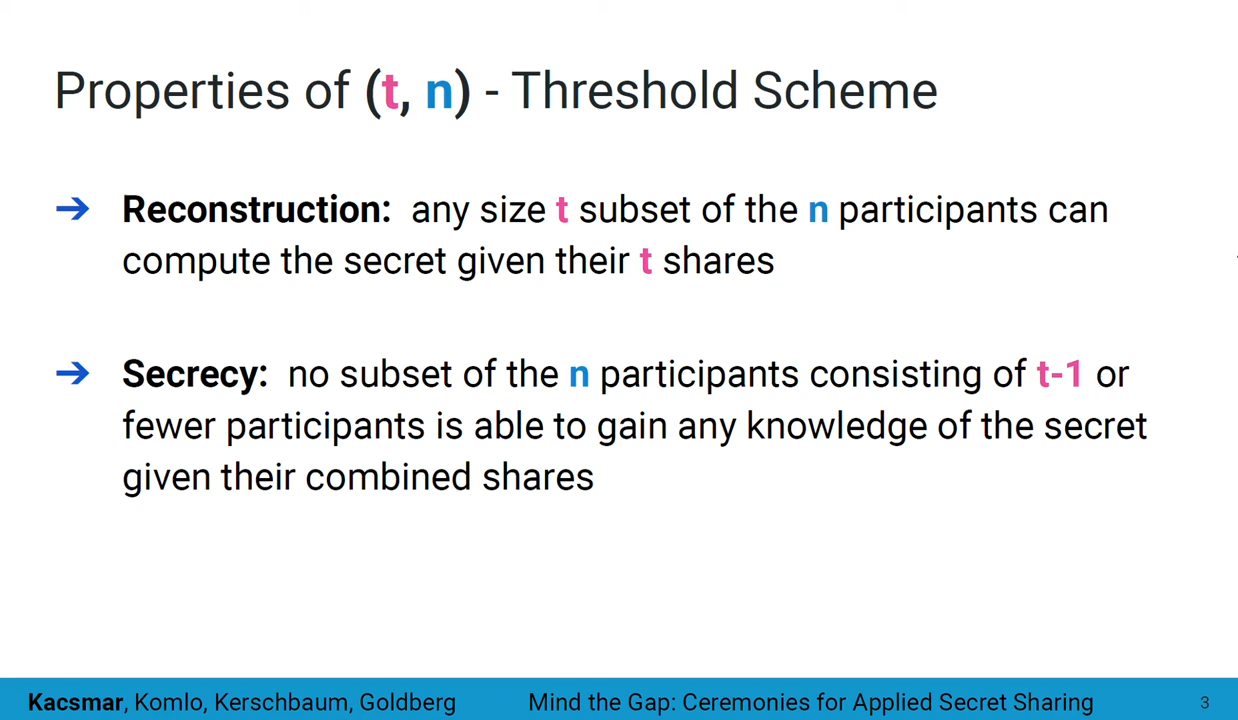 Properties of (t, n) - Threshold Scheme
➔ Reconstruction: any size t subset of the n participants can
compute the secret given their t shares
➔ Secrecy: no subset of the n participants consisting of t-1 or
fewer participants is able to gain any knowledge of the secret
given their combined shares
Kacsmar, Komlo, Kerschbaum, Goldberg Mind the Gap: Ceremonies for Applied Secret Sharing 3